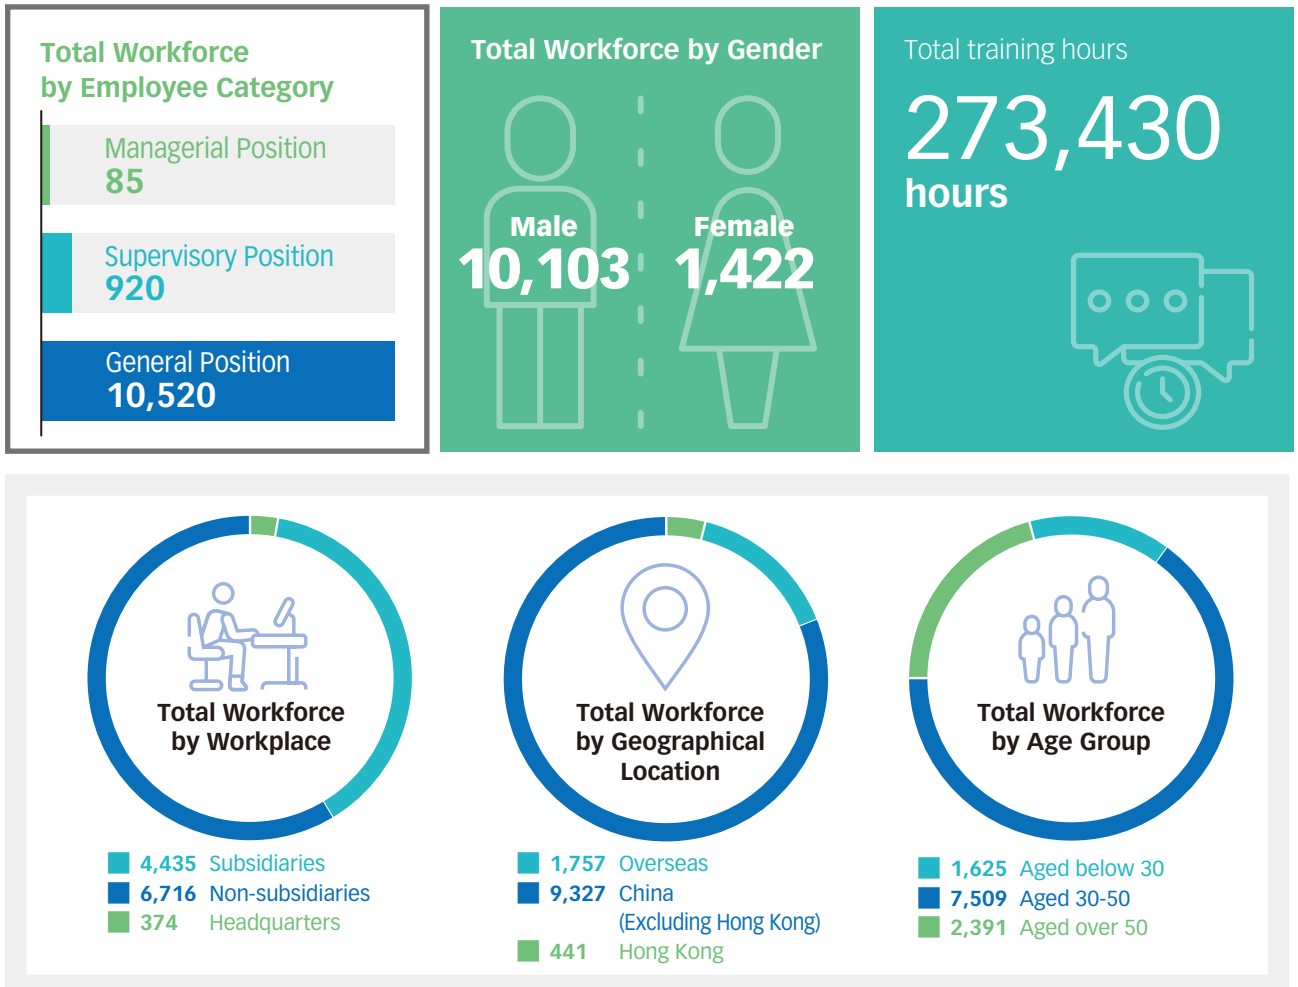 Total Workforce
by Employee Category
Managerial Position
85
Supervisory Position
920
General Position
10,520
Total Workforce by Gender
Male
10,103
Female
1,422
Total training hours
273,430
hours
Total Workforce
by Workplace
4,435 Subsidiaries
6,716 Non-subsidiaries
374 Headquarters
Total Workforce
by Geographical
Location
1,757 Overseas
9,327 China
(Excluding Hong Kong)
441 Hong Kong
Total Workforce
by Age Group
1,625 Aged below 30
7,509 Aged 30-50
2,391 Aged over 50